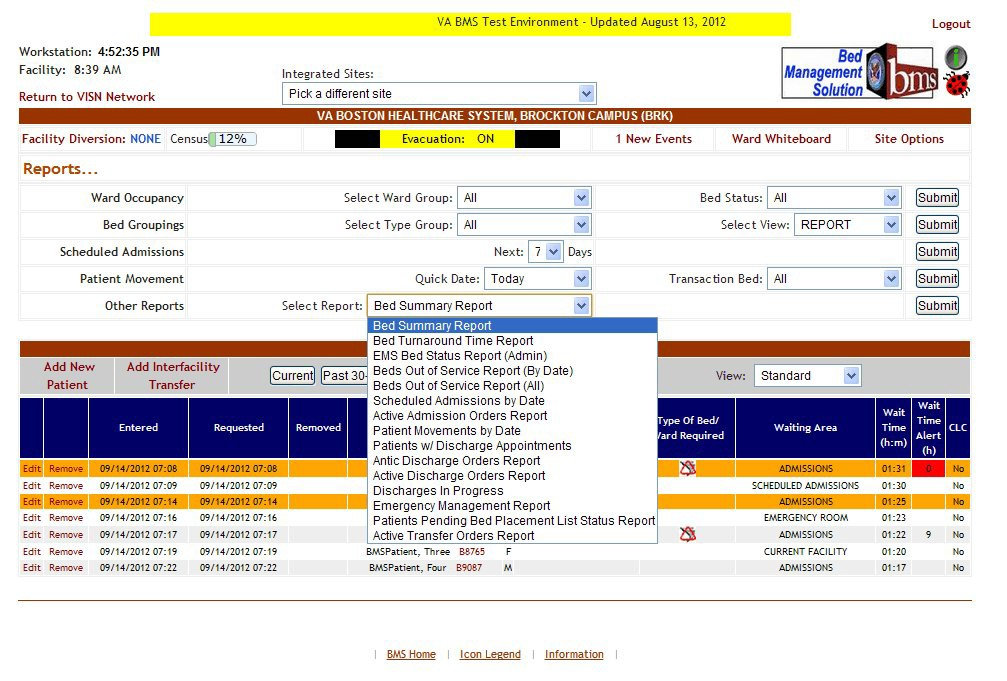 VA BMS Test Environment - Updated August 13, 2012
Logout
Workstation: 4:52:35 PM
Facility: 8:39 AM
Return to VISN Network
Integrated Sites:
Pick a different site
Bed Management Solution bms
VA BOSTON HEALTHCARE SYSTEM, BROCKTON CAMPUS (BRK)
Facility Diversion: NONE Census 12% Evacuation: ON 1 New Events Ward Whiteboard Site Options
Reports...
Ward Occupancy Select Ward Group: All Bed Status: All Submit
Bed Groupings Select Type Group: All Select View: REPORT Submit
Scheduled Admissions Next: 7 Days Submit
Patient Movement Quick Date: Today Transaction Bed: All Submit
Other Reports Select Report: Bed Summary Report Submit
Bed Summary Report
Bed Turnaround Time Report
EMS Bed Status Report (Admin)
Beds Out of Service Report (By Date)
Beds Out of Service Report (All)
Scheduled Admissions by Date
Active Admission Orders Report
Patient Movements by Date
Patients w/ Discharge Appointments
Antic Discharge Orders Report
Active Discharge Orders Report
Discharges In Progress
Emergency Management Report
Patients Pending Bed Placement List Status Report
Active Transfer Orders Report
Add New Patient Add Interfacility Transfer Current Past 30- View: Standard
Entered Requested Removed Type Of Bed/ Ward Required Waiting Area Wait Time (h:m) Wait Time Alert (h) CLC
Edit Remove 09/14/2012 07:08 09/14/2012 07:08 ADMISSIONS 01:31 0 No
Edit Remove 09/14/2012 07:09 09/14/2012 07:09 SCHEDULED ADMISSIONS 01:30 No
Edit Remove 09/14/2012 07:14 09/14/2012 07:14 ADMISSIONS 01:25 No
Edit Remove 09/14/2012 07:16 09/14/2012 07:16 EMERGENCY ROOM 01:23 No
Edit Remove 09/14/2012 07:17 09/14/2012 07:17 ADMISSIONS 01:22 9 No
Edit Remove 09/14/2012 07:19 09/14/2012 07:19 BMSPatient, Three B8765 F CURRENT FACILITY 01:20 No
Edit Remove 09/14/2012 07:22 09/14/2012 07:22 BMSPatient, Four B9087 M ADMISSIONS 01:17 No
| BMS Home | Icon Legend | Information |